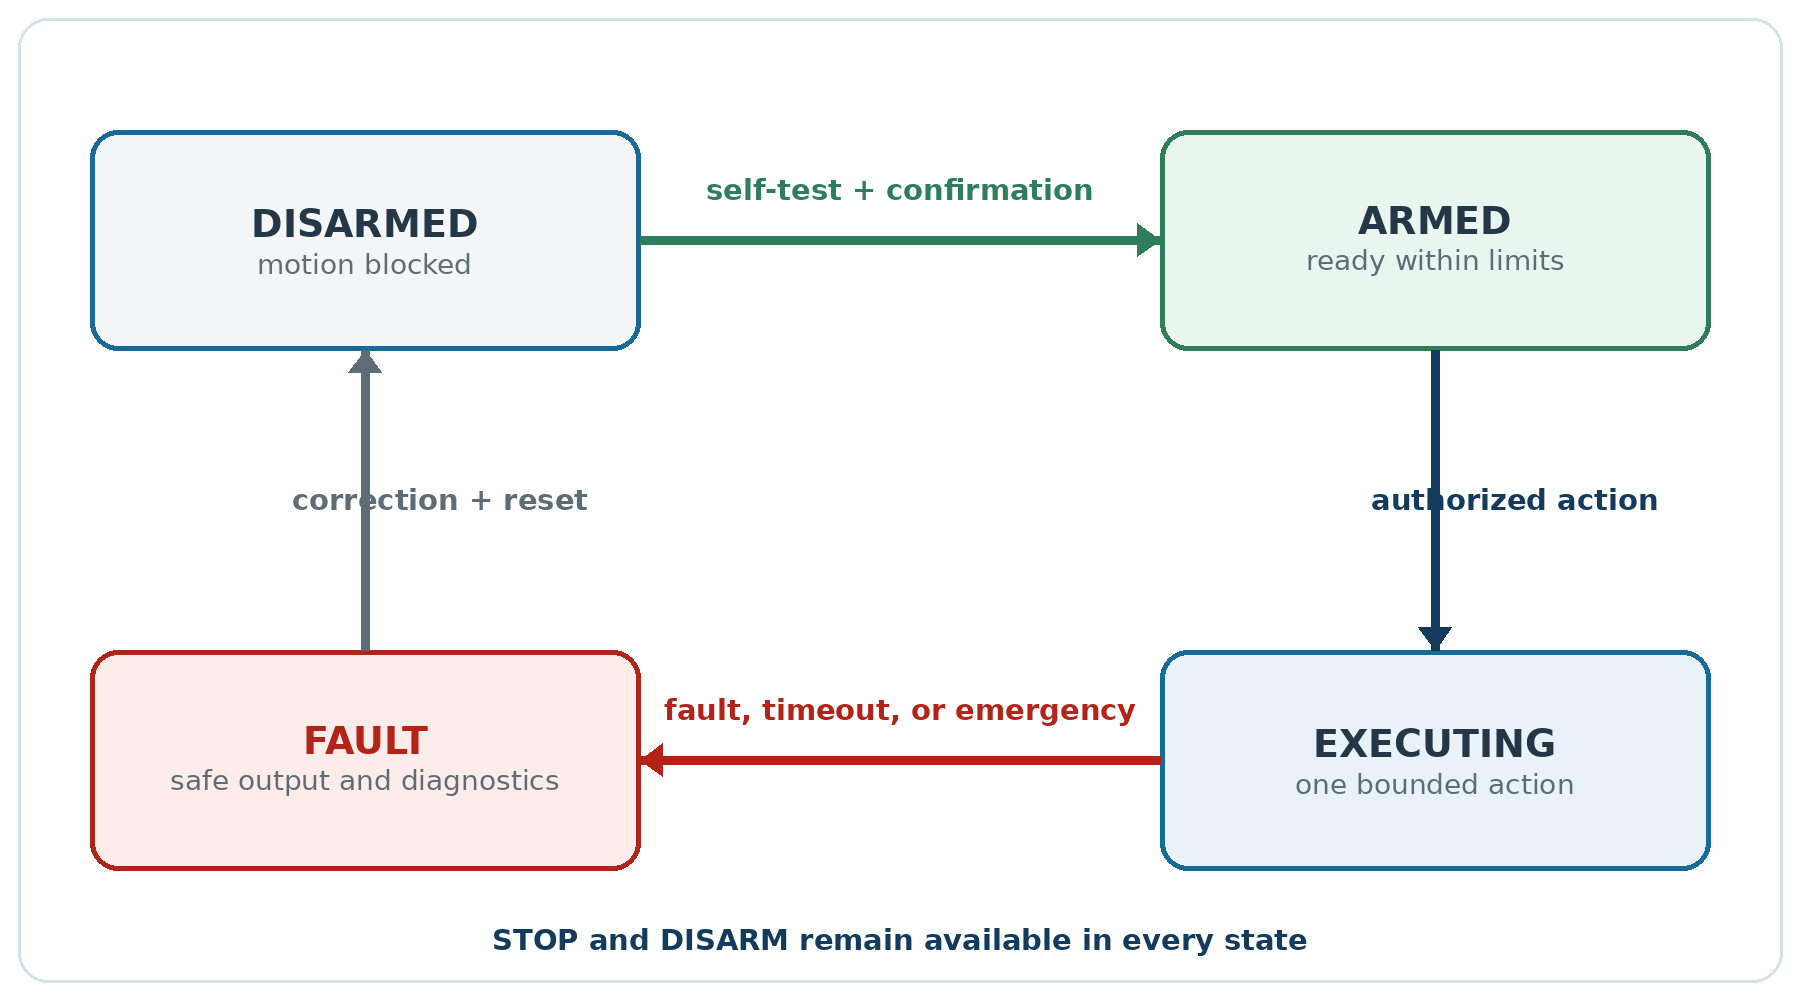 DISARMED
motion blocked
self-test + confirmation
ARMED
ready within limits
correction + reset
authorized action
FAULT
safe output and diagnostics
fault, timeout, or emergency
EXECUTING
one bounded action
STOP and DISARM remain available in every state